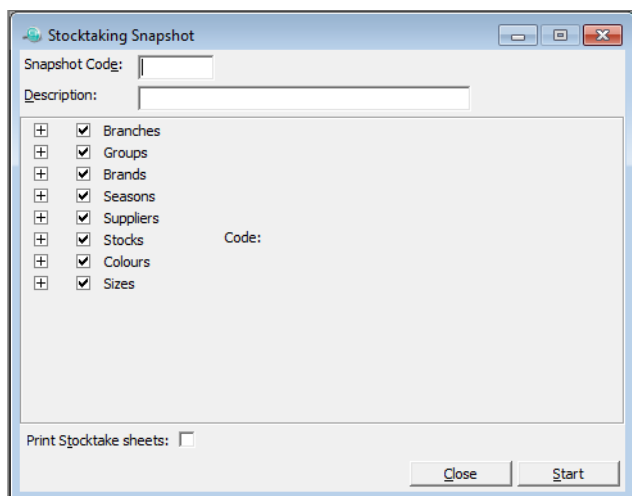 Stocktaking Snapshot
Snapshot Code:
Description:
Branches
Groups
Brands
Seasons
Suppliers
Stocks Code:
Colours
Sizes
Print Stocktake sheets:
Close Start